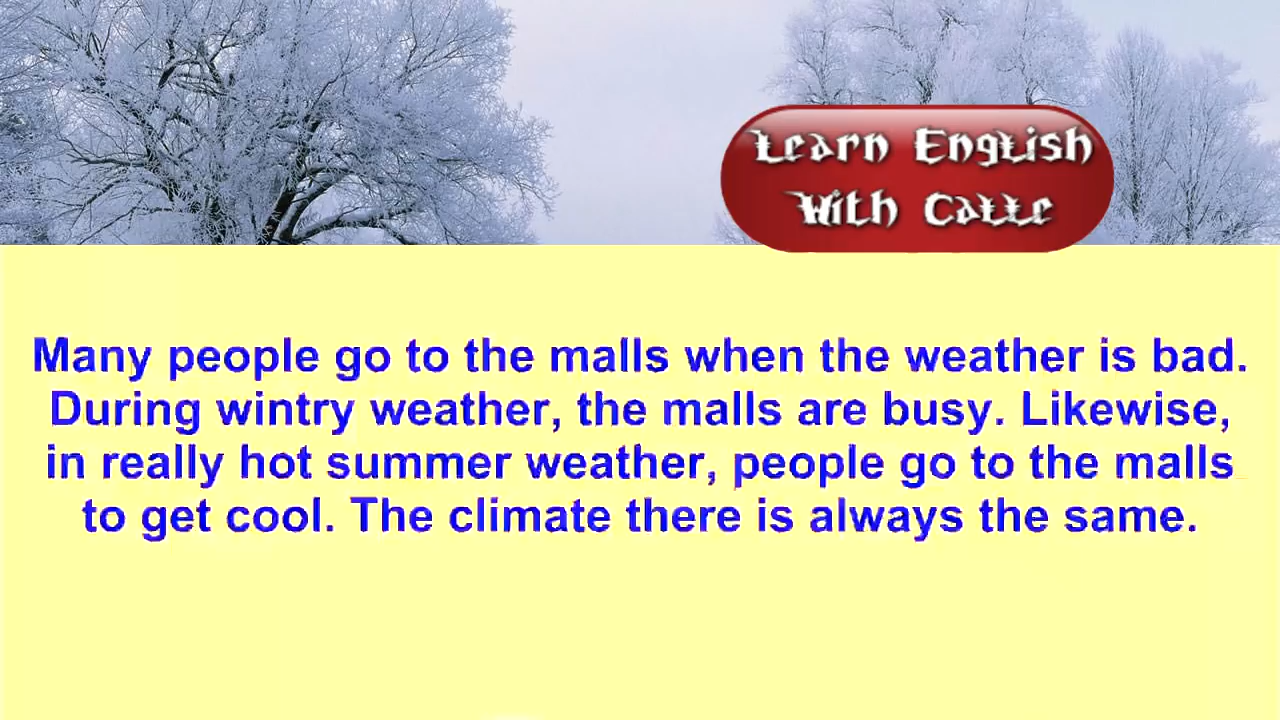 Learn English
With Catte
Many people go to the malls when the weather is bad.
During wintry weather, the malls are busy. Likewise,
in really hot summer weather, people go to the malls
to get cool. The climate there is always the same.